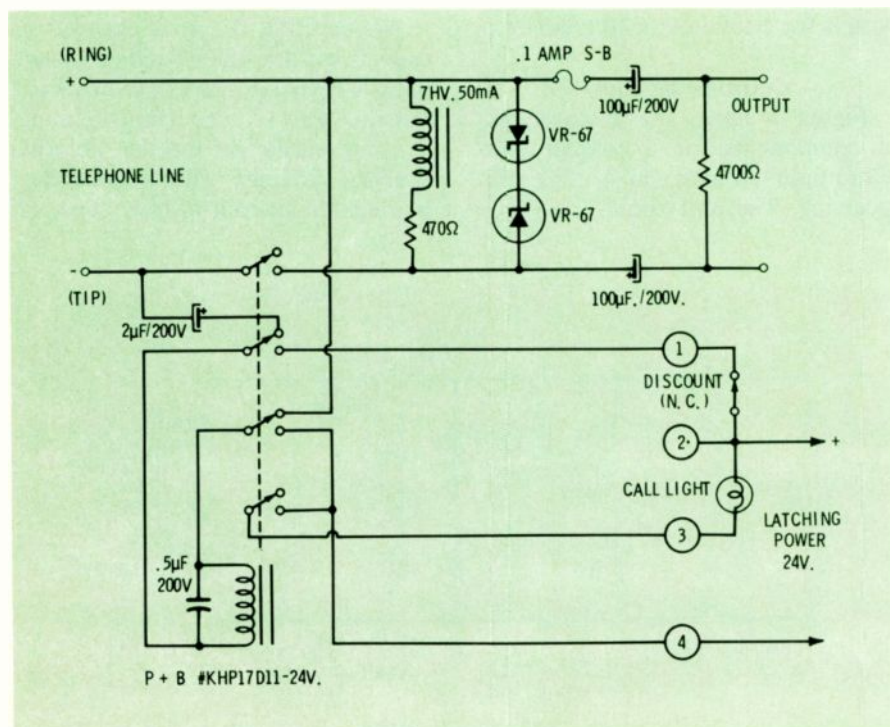 (RING)
+
.1 AMP S-B
7HV. 50mA
100µF/200V
OUTPUT
VR-67
TELEPHONE LINE
4700Ω
470Ω
VR-67
-
(TIP)
100µF./200V.
2µF/200V
1
DISCOUNT
(N.C.)
2
+
CALL LIGHT
LATCHING
POWER
24V.
3
.5µF
200V
4
P + B #KHP17D11-24V.